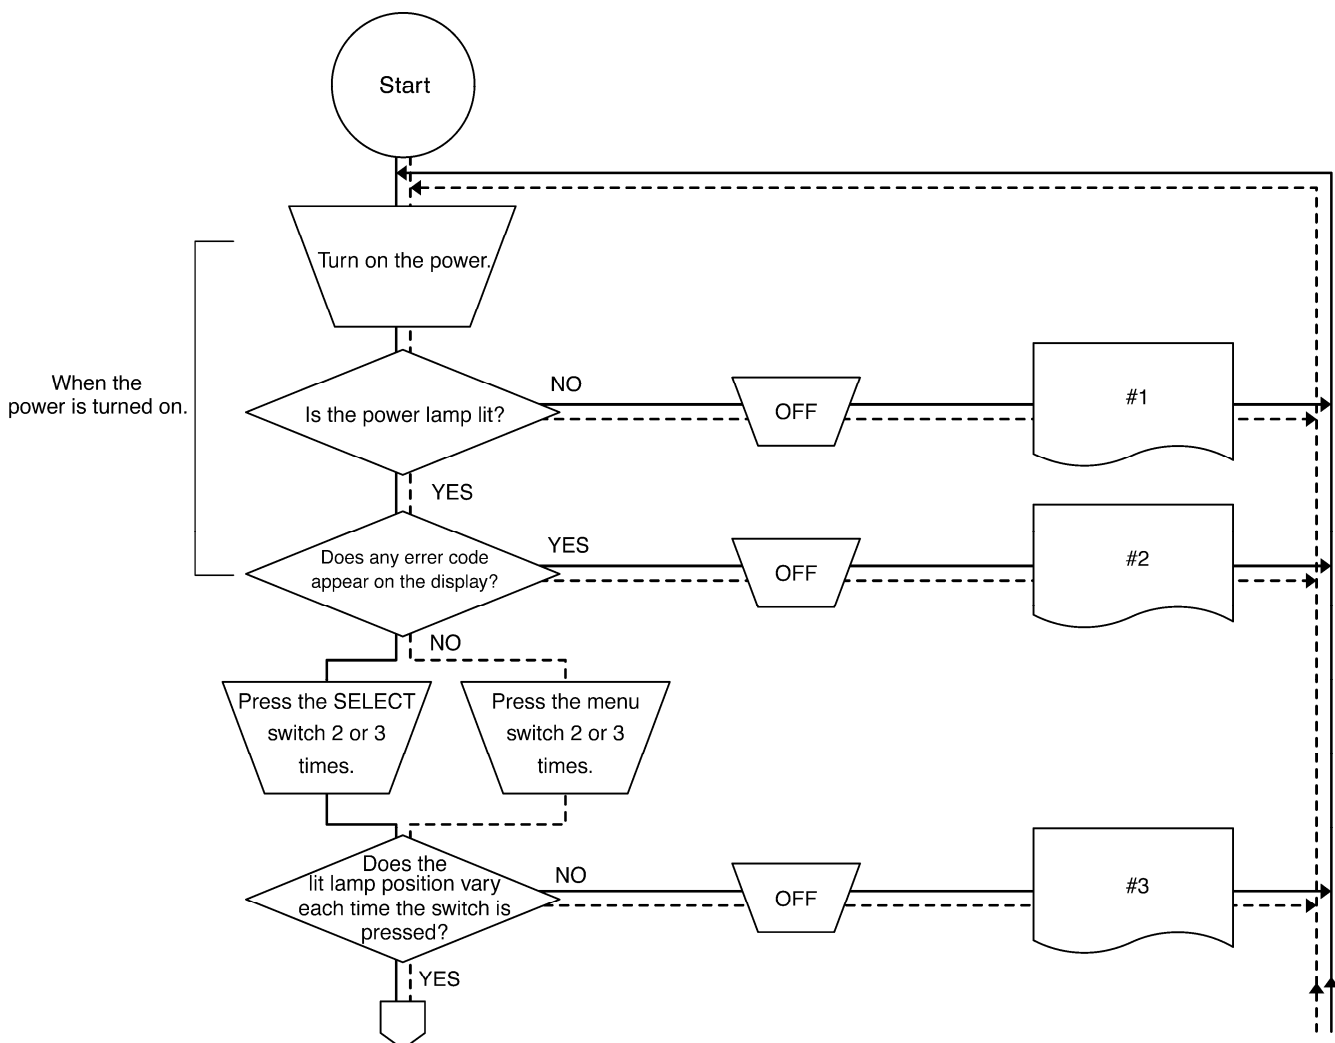 Start
Turn on the power.
When the
power is turned on.
NO
Is the power lamp lit?
OFF
#1
YES
YES
Does any errer code
appear on the display?
OFF
#2
NO
Press the SELECT
switch 2 or 3
times.
Press the menu
switch 2 or 3
times.
Does the
lit lamp position vary
each time the switch is
pressed?
NO
OFF
#3
YES